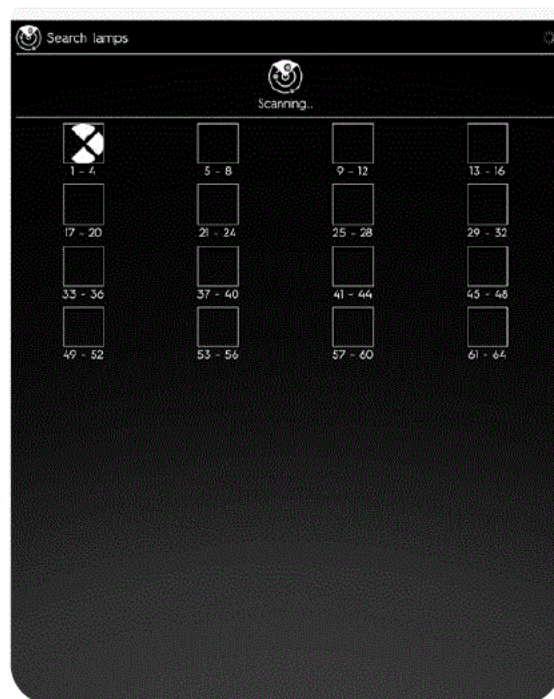 Search lamps
Scanning..
1 - 4
5 - 8
9 - 12
13 - 16
17 - 20
21 - 24
25 - 28
29 - 32
33 - 36
37 - 40
41 - 44
45 - 48
49 - 52
53 - 56
57 - 60
61 - 64